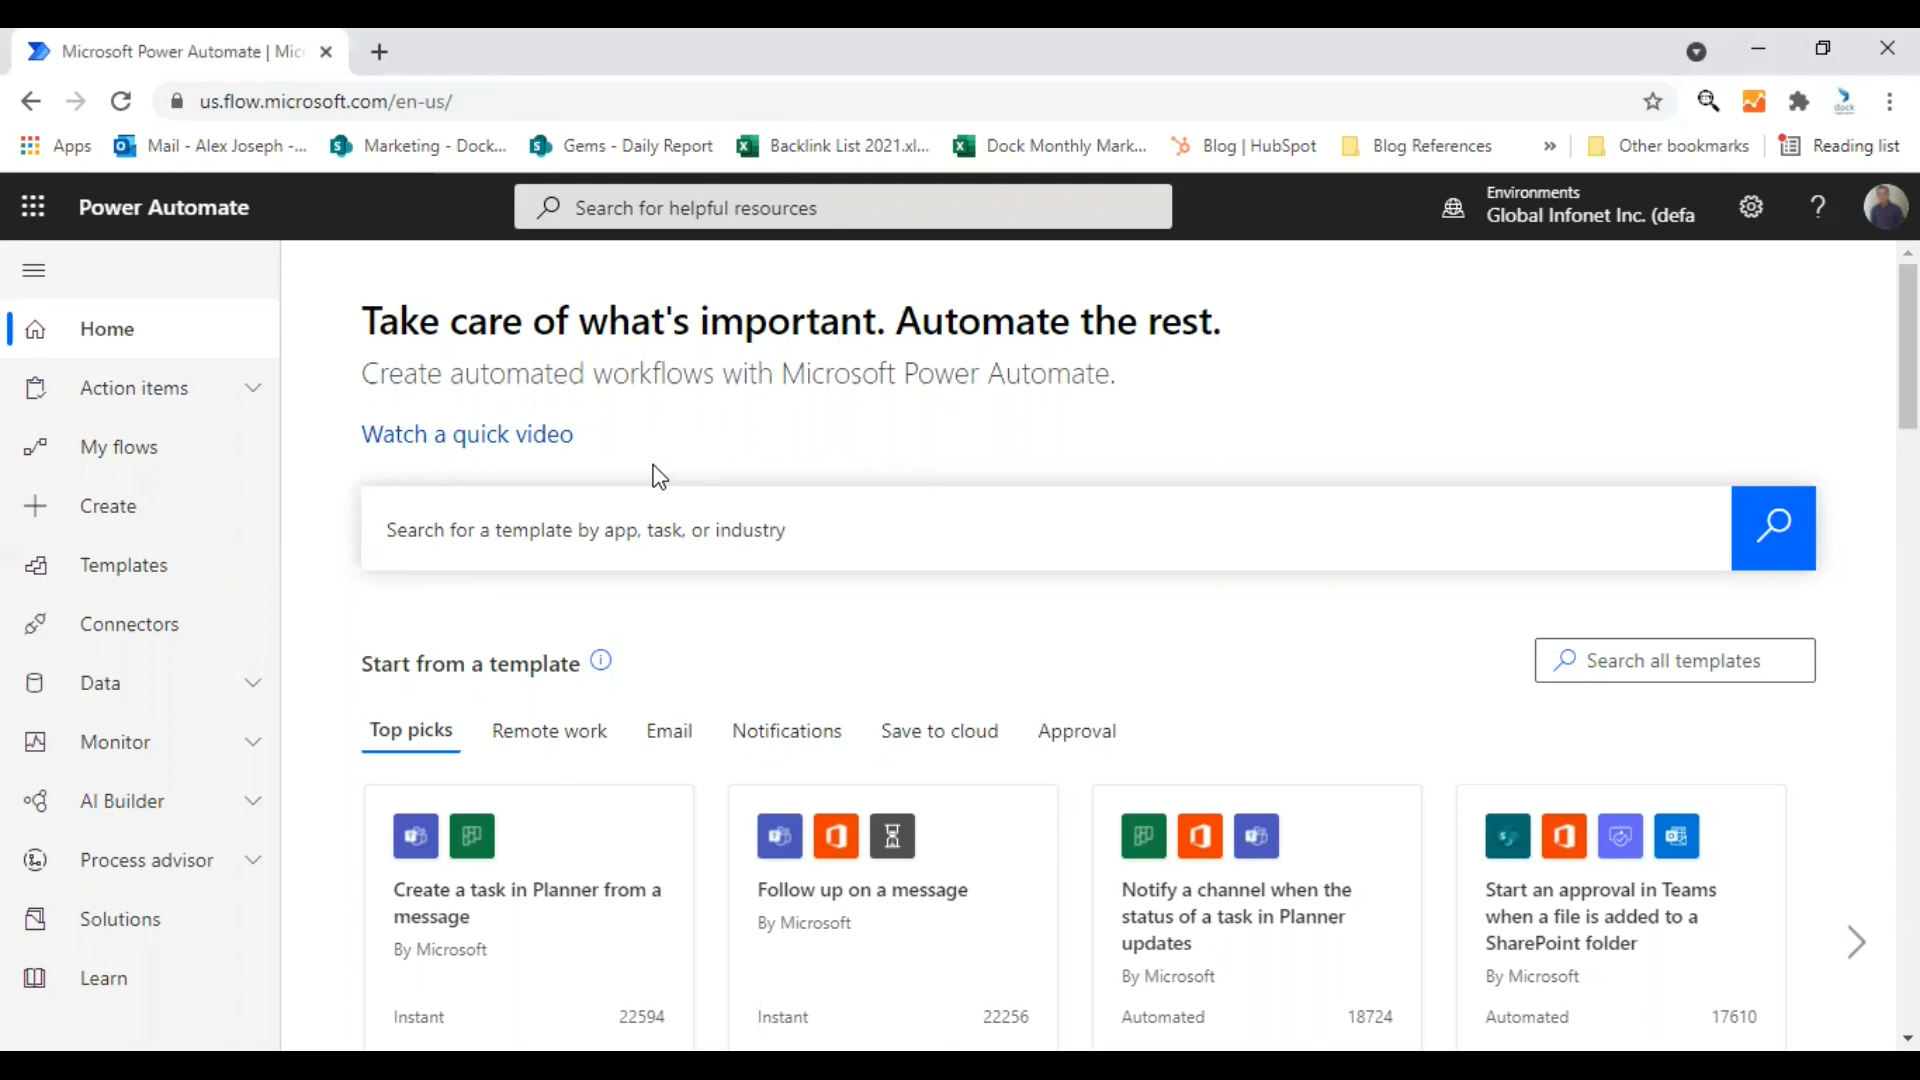 Microsoft Power Automate | Mic
us.flow.microsoft.com/en-us/
Apps
Mail - Alex Joseph -...
Marketing - Dock...
Gems - Daily Report
Backlink List 2021.xl...
Dock Monthly Mark...
Blog | HubSpot
Blog References
»
Other bookmarks
Reading list
Power Automate
Search for helpful resources
Environments
Global Infonet Inc. (defa
Home
Action items
My flows
Create
Templates
Connectors
Data
Monitor
AI Builder
Process advisor
Solutions
Learn
Take care of what's important. Automate the rest.
Create automated workflows with Microsoft Power Automate.
Watch a quick video
Search for a template by app, task, or industry
Start from a template
Search all templates
Top picks
Remote work
Email
Notifications
Save to cloud
Approval
Create a task in Planner from a
message
By Microsoft
Instant 22594
Follow up on a message
By Microsoft
Instant 22256
Notify a channel when the
status of a task in Planner
updates
By Microsoft
Automated 18724
Start an approval in Teams
when a file is added to a
SharePoint folder
By Microsoft
Automated 17610